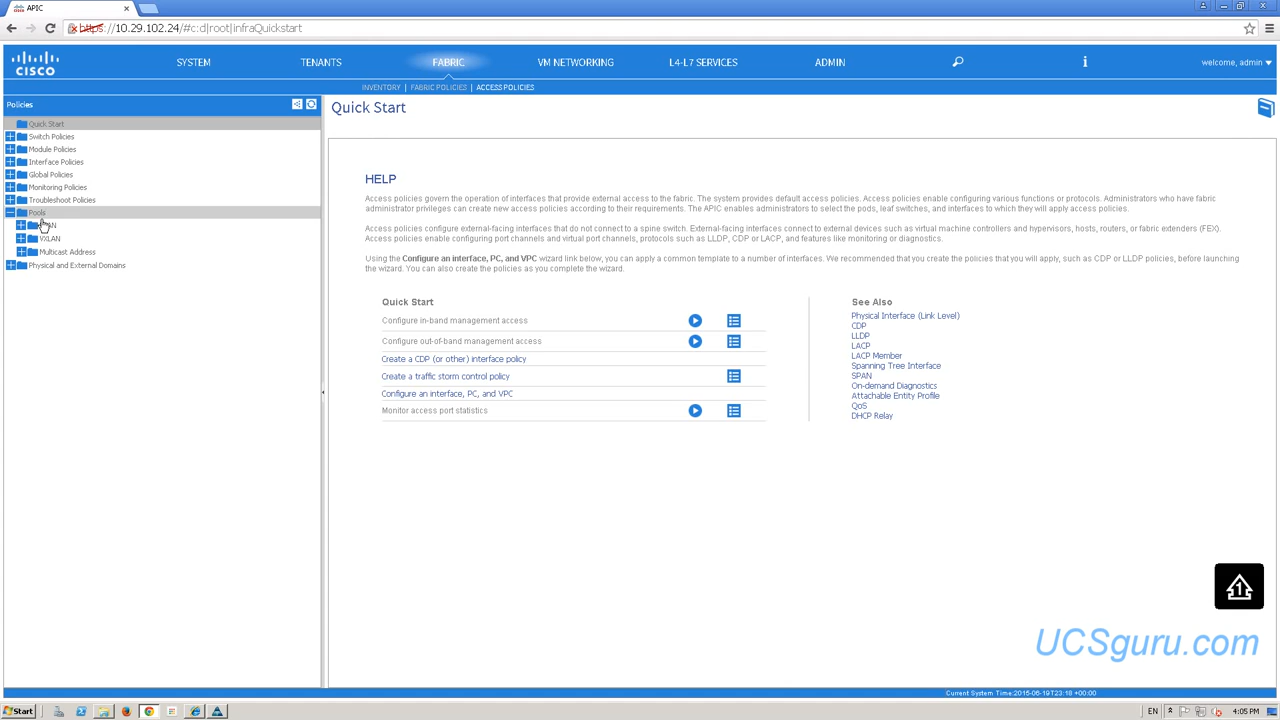 APIC
https://10.29.102.24/#c:d|root|infraQuickstart
CISCO
SYSTEM
TENANTS
FABRIC
VM NETWORKING
L4-L7 SERVICES
ADMIN
welcome, admin
INVENTORY | FABRIC POLICIES | ACCESS POLICIES
Policies
Quick Start
Switch Policies
Module Policies
Interface Policies
Global Policies
Monitoring Policies
Troubleshoot Policies
Pools
VXLAN
Multicast Address
Physical and External Domains
Quick Start
HELP
Access policies govern the operation of interfaces that provide external access to the fabric. The system provides default access policies. Access policies enable configuring various functions or protocols. Administrators who have fabric
administrator privileges can create new access policies according to their requirements. The APIC enables administrators to select the pods, leaf switches, and interfaces to which they will apply access policies.
Access policies configure external-facing interfaces that do not connect to a spine switch. External-facing interfaces connect to external devices such as virtual machine controllers and hypervisors, hosts, routers, or fabric extenders (FEX).
Access policies enable configuring port channels and virtual port channels, protocols such as LLDP, CDP or LACP, and features like monitoring or diagnostics.
Using the Configure an interface, PC, and VPC wizard link below, you can apply a common template to a number of interfaces. We recommended that you create the policies that you will apply, such as CDP or LLDP policies, before launching
the wizard. You can also create the policies as you complete the wizard.
Quick Start
Configure in-band management access
Configure out-of-band management access
Create a CDP (or other) interface policy
Create a traffic storm control policy
Configure an interface, PC, and VPC
Monitor access port statistics
See Also
Physical Interface (Link Level)
CDP
LLDP
LACP
LACP Member
Spanning Tree Interface
SPAN
On-demand Diagnostics
Attachable Entity Profile
QoS
DHCP Relay
1
UCSguru.com
Current System Time:2015-06-19T23:18 +00:00
Start
EN
4:05 PM